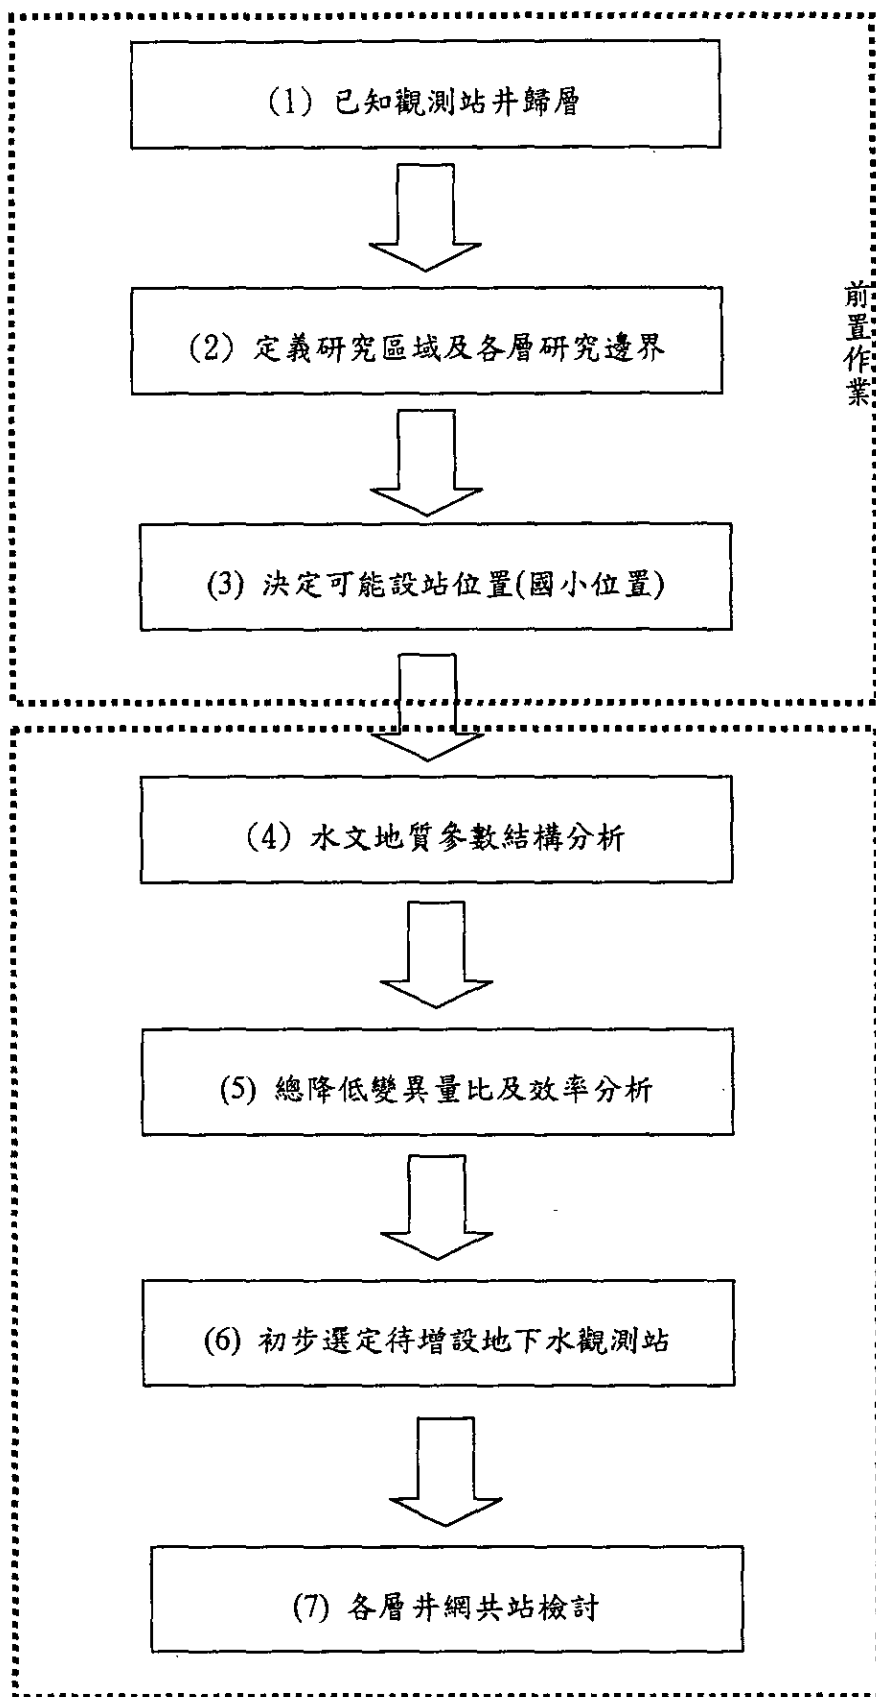 (1) 已知觀測站井歸層
(2) 定義研究區域及各層研究邊界
前置作業
(3) 決定可能設站位置(國小位置)
(4) 水文地質參數結構分析
(5) 總降低變異量比及效率分析
(6) 初步選定待增設地下水觀測站
(7) 各層井網共站檢討